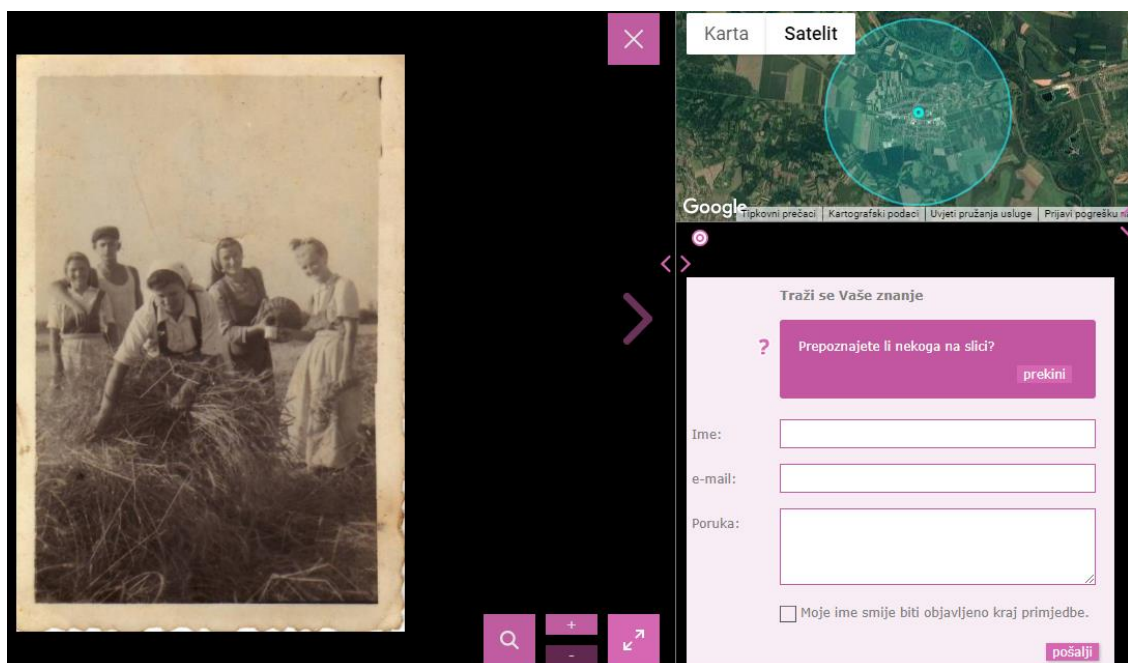 Karta Satelit
Google
Tipkovni prečaci Kartografski podaci Uvjeti pružanja usluge Prijavi pogrešku
Traži se Vaše znanje
? Prepoznajete li nekoga na slici?
prekini
Ime:
e-mail:
Poruka:
Moje ime smije biti objavljeno kraj primjedbe.
+
-
pošalji